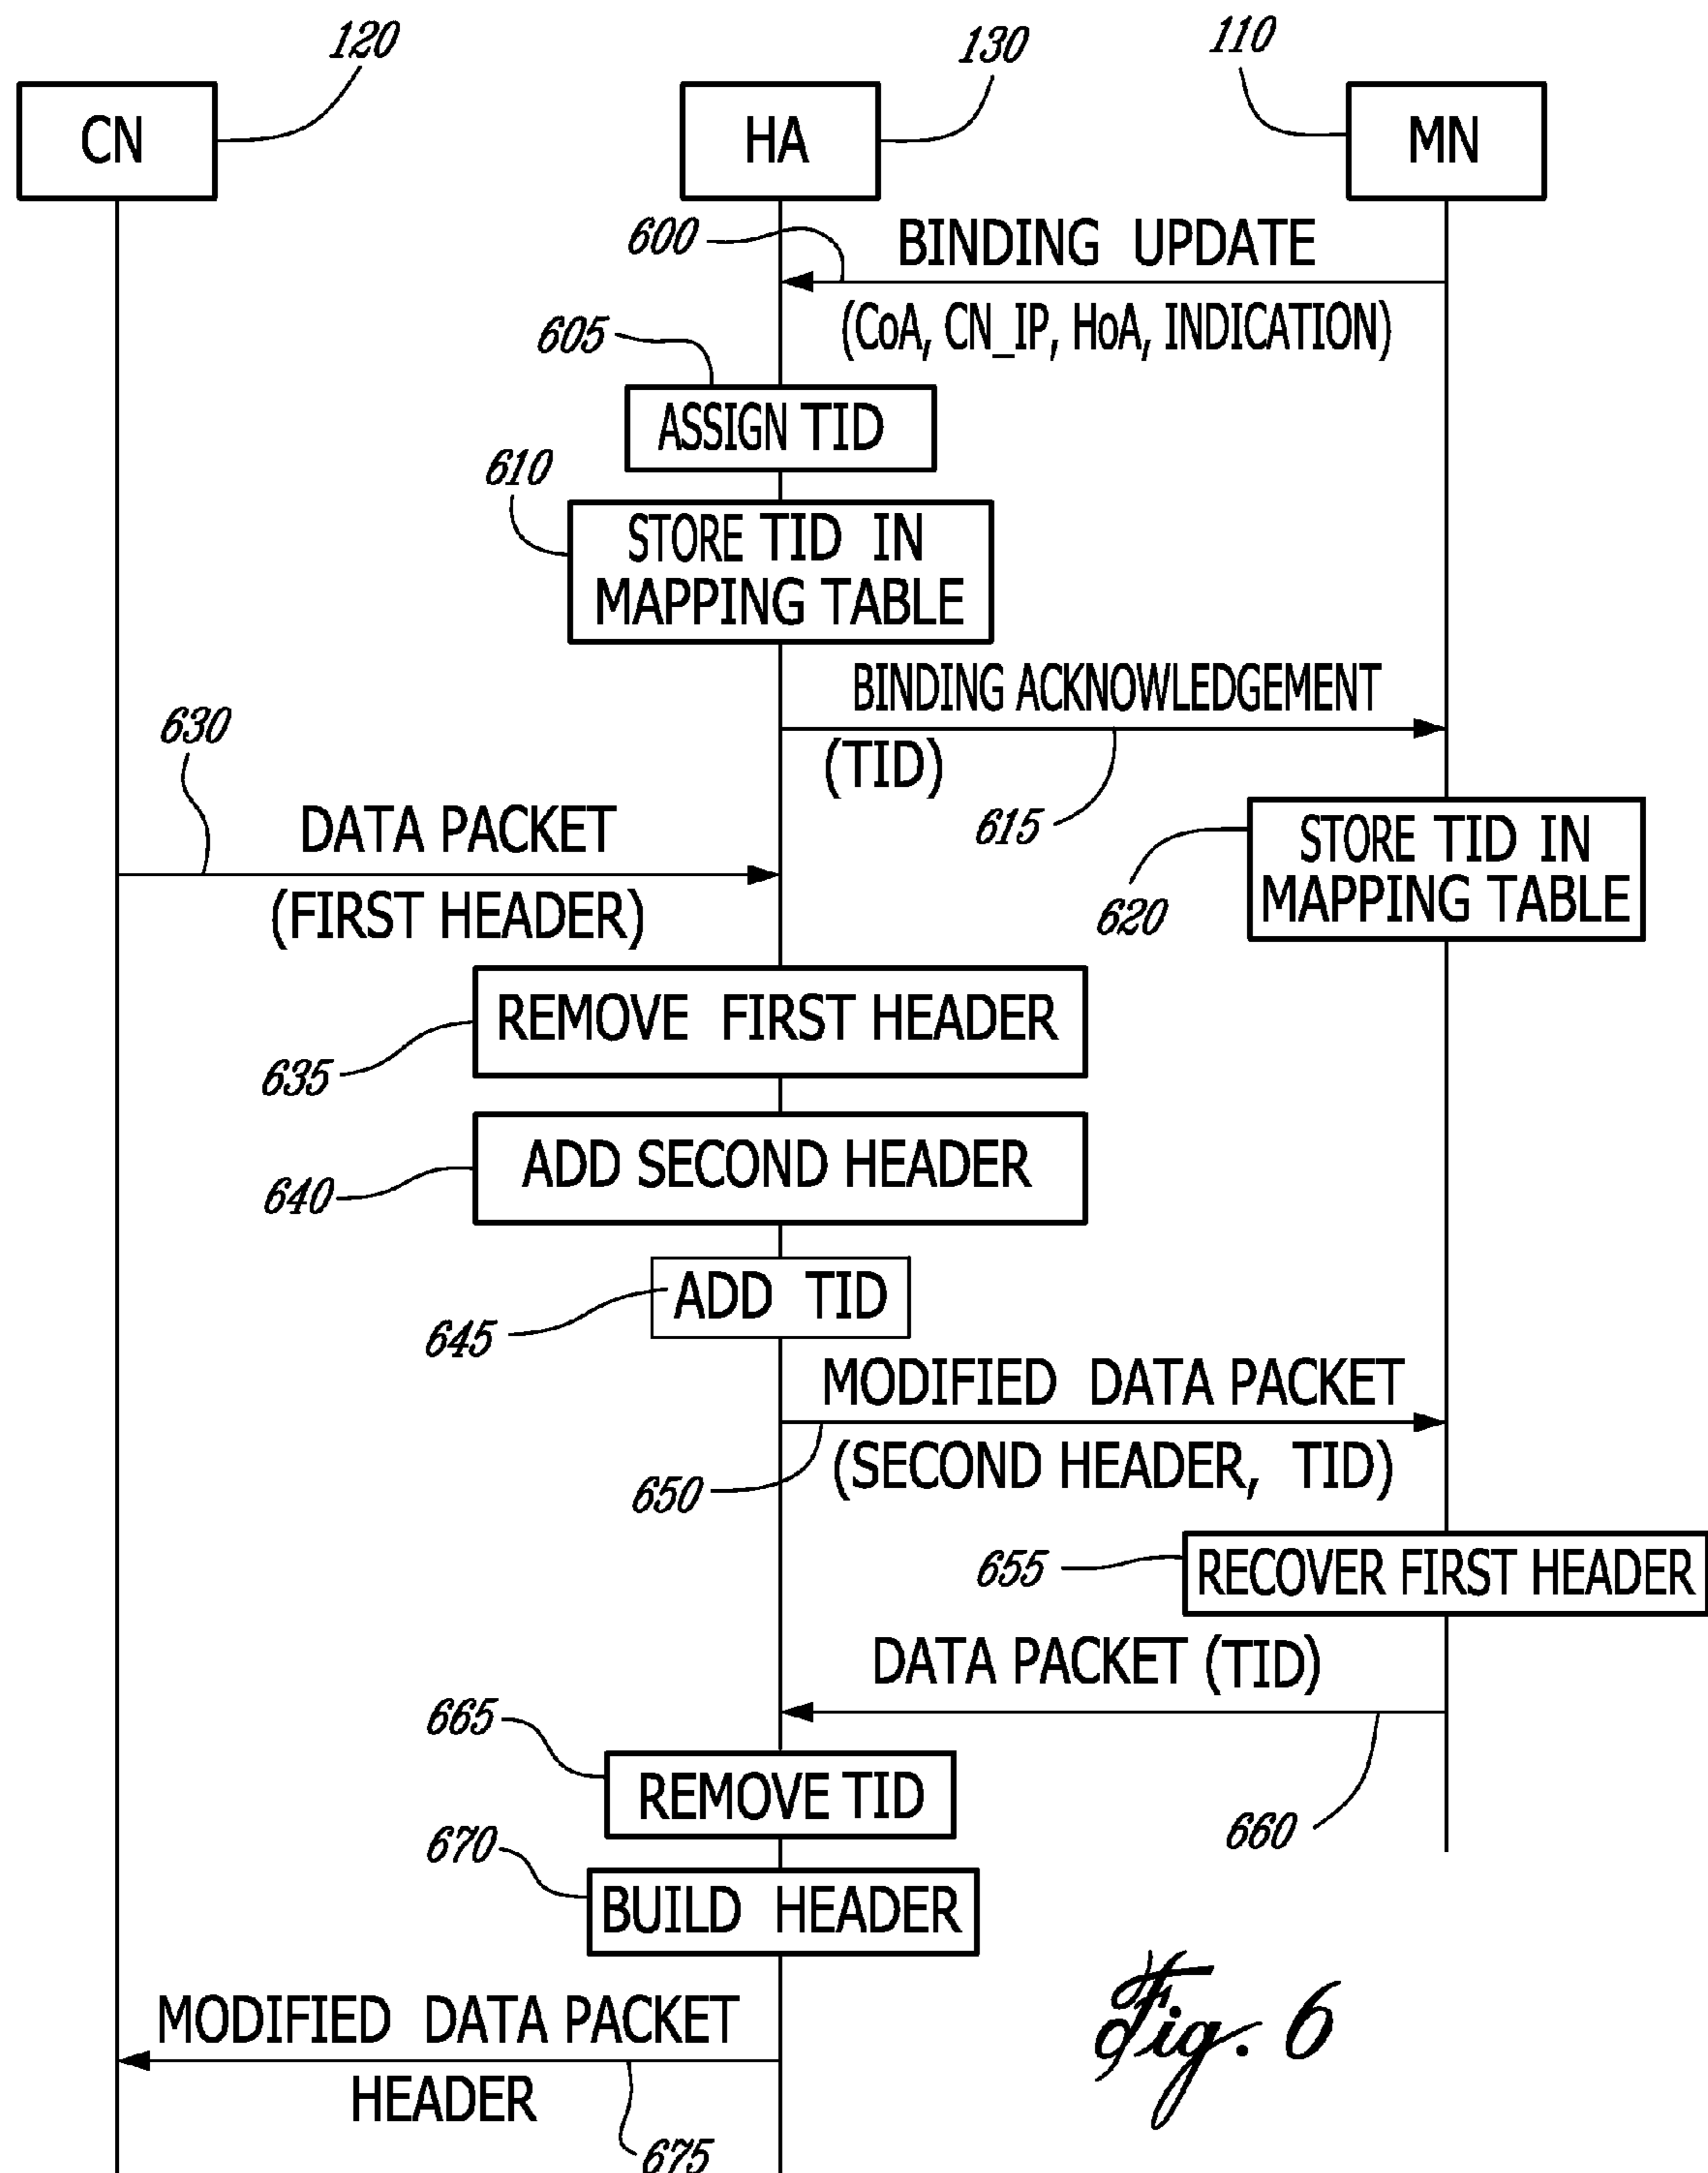 120
130
110
CN
HA
MN
600
BINDING UPDATE
(CoA, CN_IP, HoA, INDICATION)
605
ASSIGN TID
610
STORE TID IN
MAPPING TABLE
BINDING ACKNOWLEDGEMENT
(TID)
615
630
DATA PACKET
(FIRST HEADER)
STORE TID IN
MAPPING TABLE
620
REMOVE FIRST HEADER
635
ADD SECOND HEADER
640
ADD TID
645
MODIFIED DATA PACKET
(SECOND HEADER, TID)
650
655
RECOVER FIRST HEADER
DATA PACKET (TID)
660
665
REMOVE TID
670
BUILD HEADER
MODIFIED DATA PACKET
HEADER
675
Fig. 6